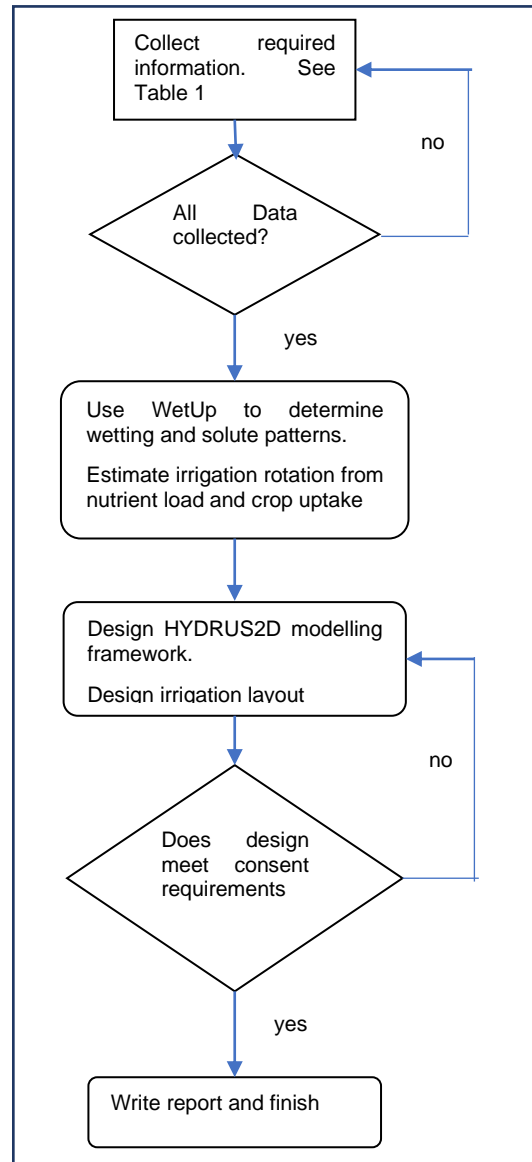 Collect required
information. See
Table 1
no
All Data
collected?
yes
Use WetUp to determine
wetting and solute patterns.
Estimate irrigation rotation from
nutrient load and crop uptake
Design HYDRUS2D modelling
framework.
Design irrigation layout
no
Does design
meet consent
requirements
yes
Write report and finish